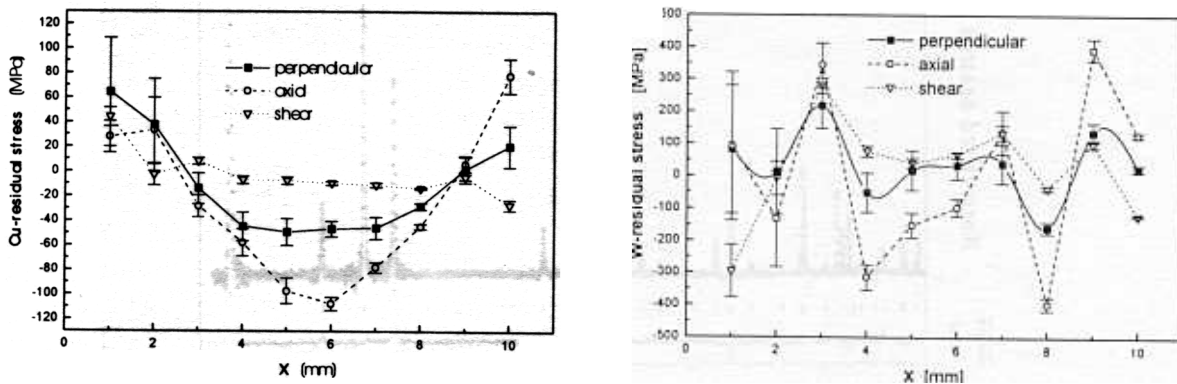 120
100
80
60
40
20
0
-20
-40
-60
-80
-100
-120
Cu-residual stress (MPa)
perpendicular
axial
shear
0 2 4 6 8 10
X (mm)
500
400
300
200
100
0
-100
-200
-300
-400
-500
W-residual stress [MPa]
perpendicular
axial
shear
0 2 4 6 8 10
X [mm]